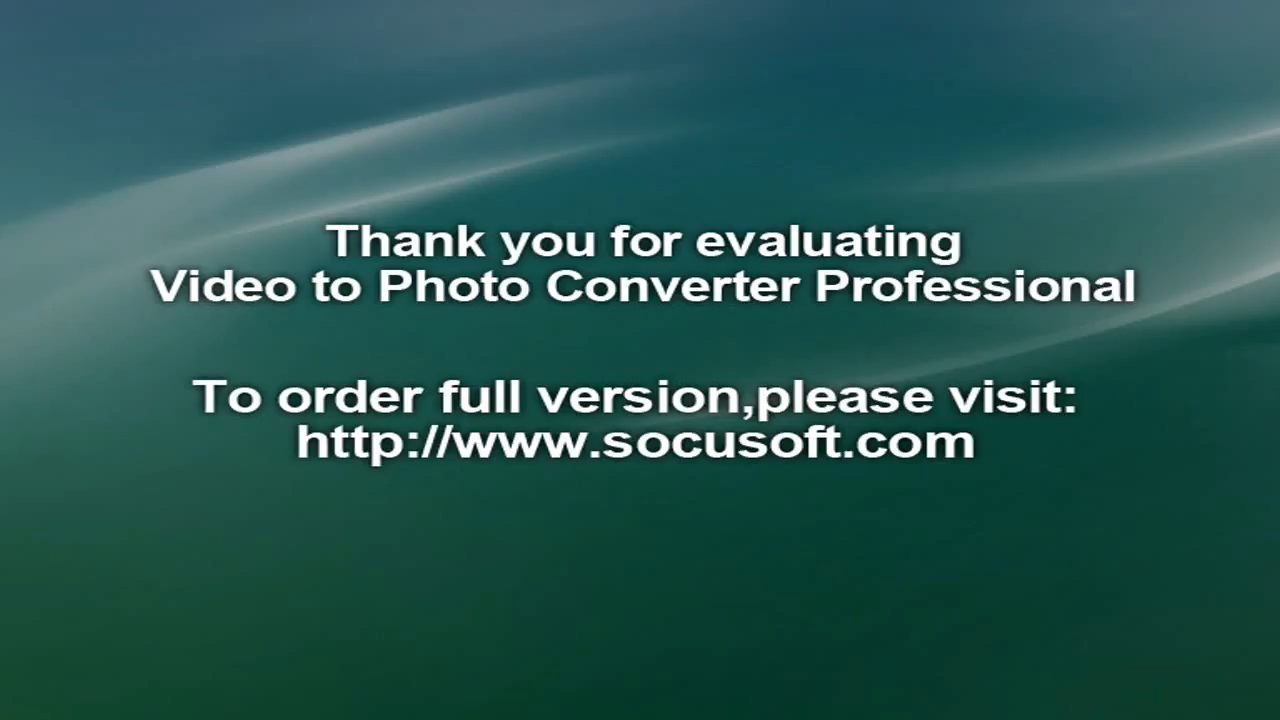 Thank you for evaluating
Video to Photo Converter Professional
To order full version,please visit:
http://www.socusoft.com